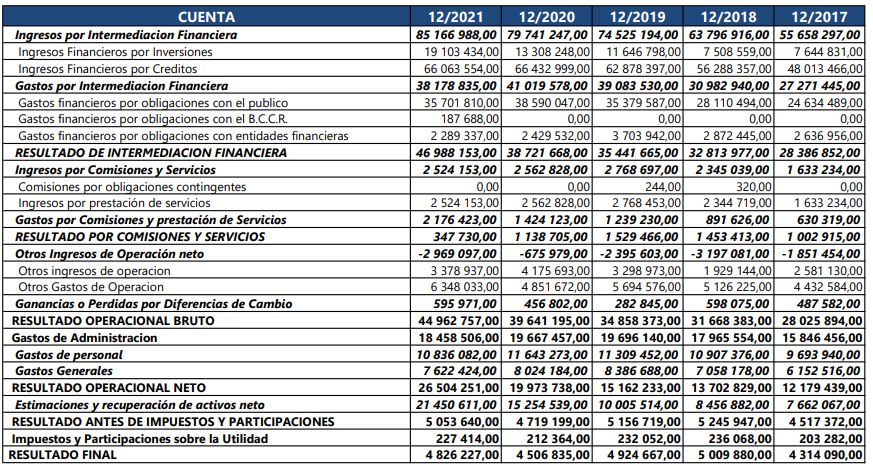 CUENTA 12/2021 12/2020 12/2019 12/2018 12/2017
Ingresos por Intermediacion Financiera 85 166 988,00 79 741 247,00 74 525 194,00 63 796 916,00 55 658 297,00
Ingresos Financieros por Inversiones 19 103 434,00 13 308 248,00 11 646 798,00 7 508 559,00 7 644 831,00
Ingresos Financieros por Creditos 66 063 554,00 66 432 999,00 62 878 397,00 56 288 357,00 48 013 466,00
Gastos por Intermediacion Financiera 38 178 835,00 41 019 578,00 39 083 530,00 30 982 940,00 27 271 445,00
Gastos financieros por obligaciones con el publico 35 701 810,00 38 590 047,00 35 379 587,00 28 110 494,00 24 634 489,00
Gastos financieros por obligaciones con el B.C.C.R. 187 688,00 0,00 0,00 0,00 0,00
Gastos financieros por obligaciones con entidades financieras 2 289 337,00 2 429 532,00 3 703 942,00 2 872 445,00 2 636 956,00
RESULTADO DE INTERMEDIACION FINANCIERA 46 988 153,00 38 721 668,00 35 441 665,00 32 813 977,00 28 386 852,00
Ingresos por Comisiones y Servicios 2 524 153,00 2 562 828,00 2 768 697,00 2 345 039,00 1 633 234,00
Comisiones por obligaciones contingentes 0,00 0,00 244,00 320,00 0,00
Ingresos por prestación de servicios 2 524 153,00 2 562 828,00 2 768 453,00 2 344 719,00 1 633 234,00
Gastos por Comisiones y prestación de Servicios 2 176 423,00 1 424 123,00 1 239 230,00 891 626,00 630 319,00
RESULTADO POR COMISIONES Y SERVICIOS 347 730,00 1 138 705,00 1 529 466,00 1 453 413,00 1 002 915,00
Otros Ingresos de Operación neto -2 969 097,00 -675 979,00 -2 395 603,00 -3 197 081,00 -1 851 454,00
Otros ingresos de operacion 3 378 937,00 4 175 693,00 3 298 973,00 1 929 144,00 2 581 130,00
Otros Gastos de Operacion 6 348 033,00 4 851 672,00 5 694 576,00 5 126 225,00 4 432 584,00
Ganancias o Perdidas por Diferencias de Cambio 595 971,00 456 802,00 282 845,00 598 075,00 487 582,00
RESULTADO OPERACIONAL BRUTO 44 962 757,00 39 641 195,00 34 858 373,00 31 668 383,00 28 025 894,00
Gastos de Administracion 18 458 506,00 19 667 457,00 19 696 140,00 17 965 554,00 15 846 456,00
Gastos de personal 10 836 082,00 11 643 273,00 11 309 452,00 10 907 376,00 9 693 940,00
Gastos Generales 7 622 424,00 8 024 184,00 8 386 688,00 7 058 178,00 6 152 516,00
RESULTADO OPERACIONAL NETO 26 504 251,00 19 973 738,00 15 162 233,00 13 702 829,00 12 179 439,00
Estimaciones y recuperación de activos neto 21 450 611,00 15 254 539,00 10 005 514,00 8 456 882,00 7 662 067,00
RESULTADO ANTES DE IMPUESTOS Y PARTICIPACIONES 5 053 640,00 4 719 199,00 5 156 719,00 5 245 947,00 4 517 372,00
Impuestos y Participaciones sobre la Utilidad 227 414,00 212 364,00 232 052,00 236 068,00 203 282,00
RESULTADO FINAL 4 826 227,00 4 506 835,00 4 924 667,00 5 009 880,00 4 314 090,00